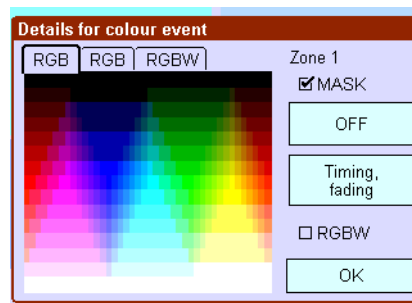 Details for colour event
RGB RGB RGBW
Zone 1
MASK
OFF
Timing,
fading
RGBW
OK